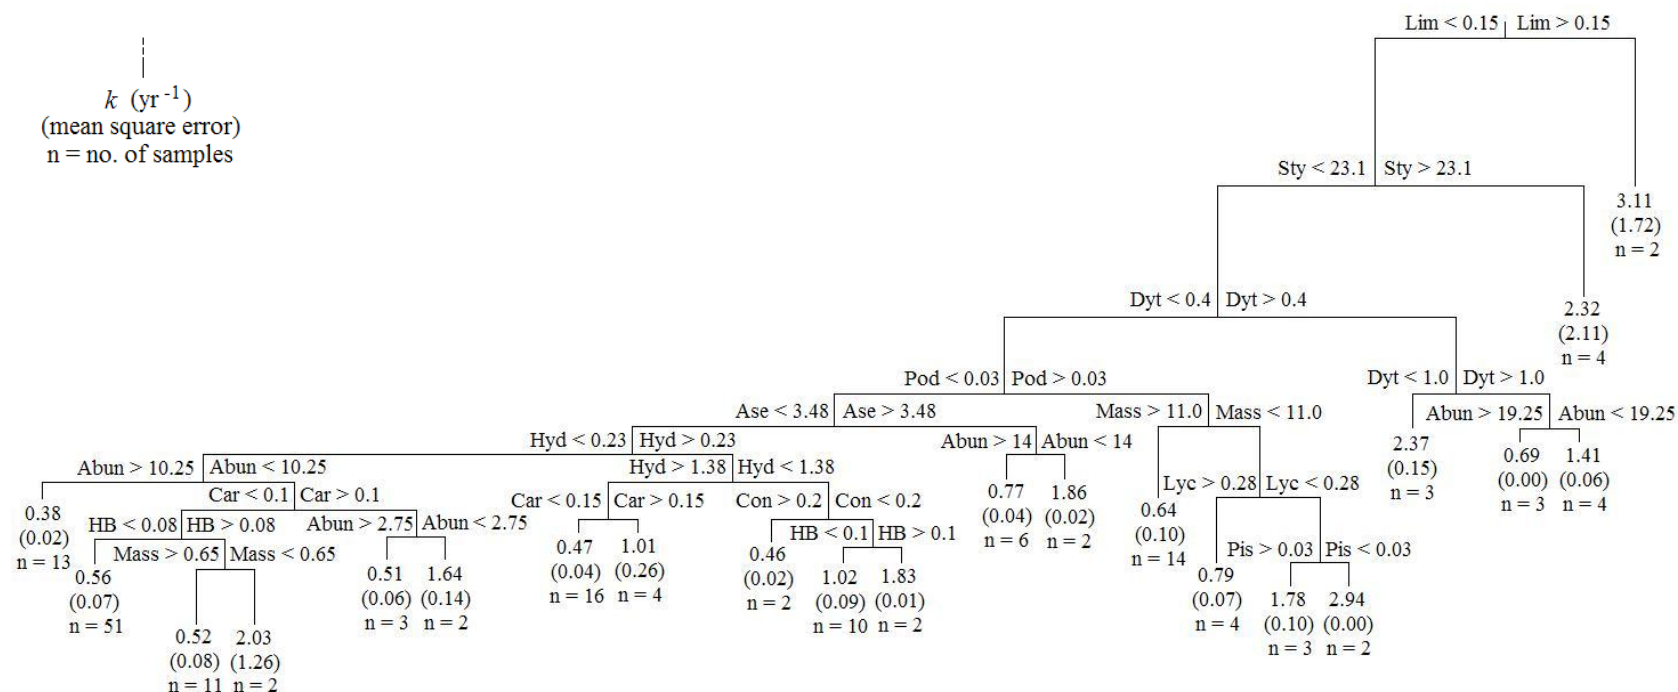 Lim < 0.15 Lim > 0.15
k (yr -1)
(mean square error)
n = no. of samples
Sty < 23.1 Sty > 23.1
3.11
(1.72)
n = 2
Dyt < 0.4 Dyt > 0.4
2.32
(2.11)
n = 4
Pod < 0.03 Pod > 0.03
Dyt < 1.0 Dyt > 1.0
Ase < 3.48 Ase > 3.48
Mass > 11.0 Mass < 11.0
Abun > 19.25 Abun < 19.25
Hyd < 0.23 Hyd > 0.23
Abun > 14 Abun < 14
2.37
(0.15)
n = 3
0.69
(0.00)
n = 3
1.41
(0.06)
n = 4
Abun > 10.25 Abun < 10.25
Hyd > 1.38 Hyd < 1.38
Lyc > 0.28 Lyc < 0.28
Car < 0.1 Car > 0.1
Car < 0.15 Car > 0.15
Con > 0.2 Con < 0.2
0.77
(0.04)
n = 6
1.86
(0.02)
n = 2
0.64
(0.10)
n = 14
0.38
(0.02)
n = 13
HB < 0.08 HB > 0.08
Abun > 2.75 Abun < 2.75
HB < 0.1 HB > 0.1
Mass > 0.65 Mass < 0.65
Pis > 0.03 Pis < 0.03
0.47
(0.04)
n = 16
1.01
(0.26)
n = 4
0.46
(0.02)
n = 2
0.56
(0.07)
n = 51
0.51
(0.06)
n = 3
1.64
(0.14)
n = 2
1.02
(0.09)
n = 10
1.83
(0.01)
n = 2
0.79
(0.07)
n = 4
1.78
(0.10)
n = 3
2.94
(0.00)
n = 2
0.52
(0.08)
n = 11
2.03
(1.26)
n = 2